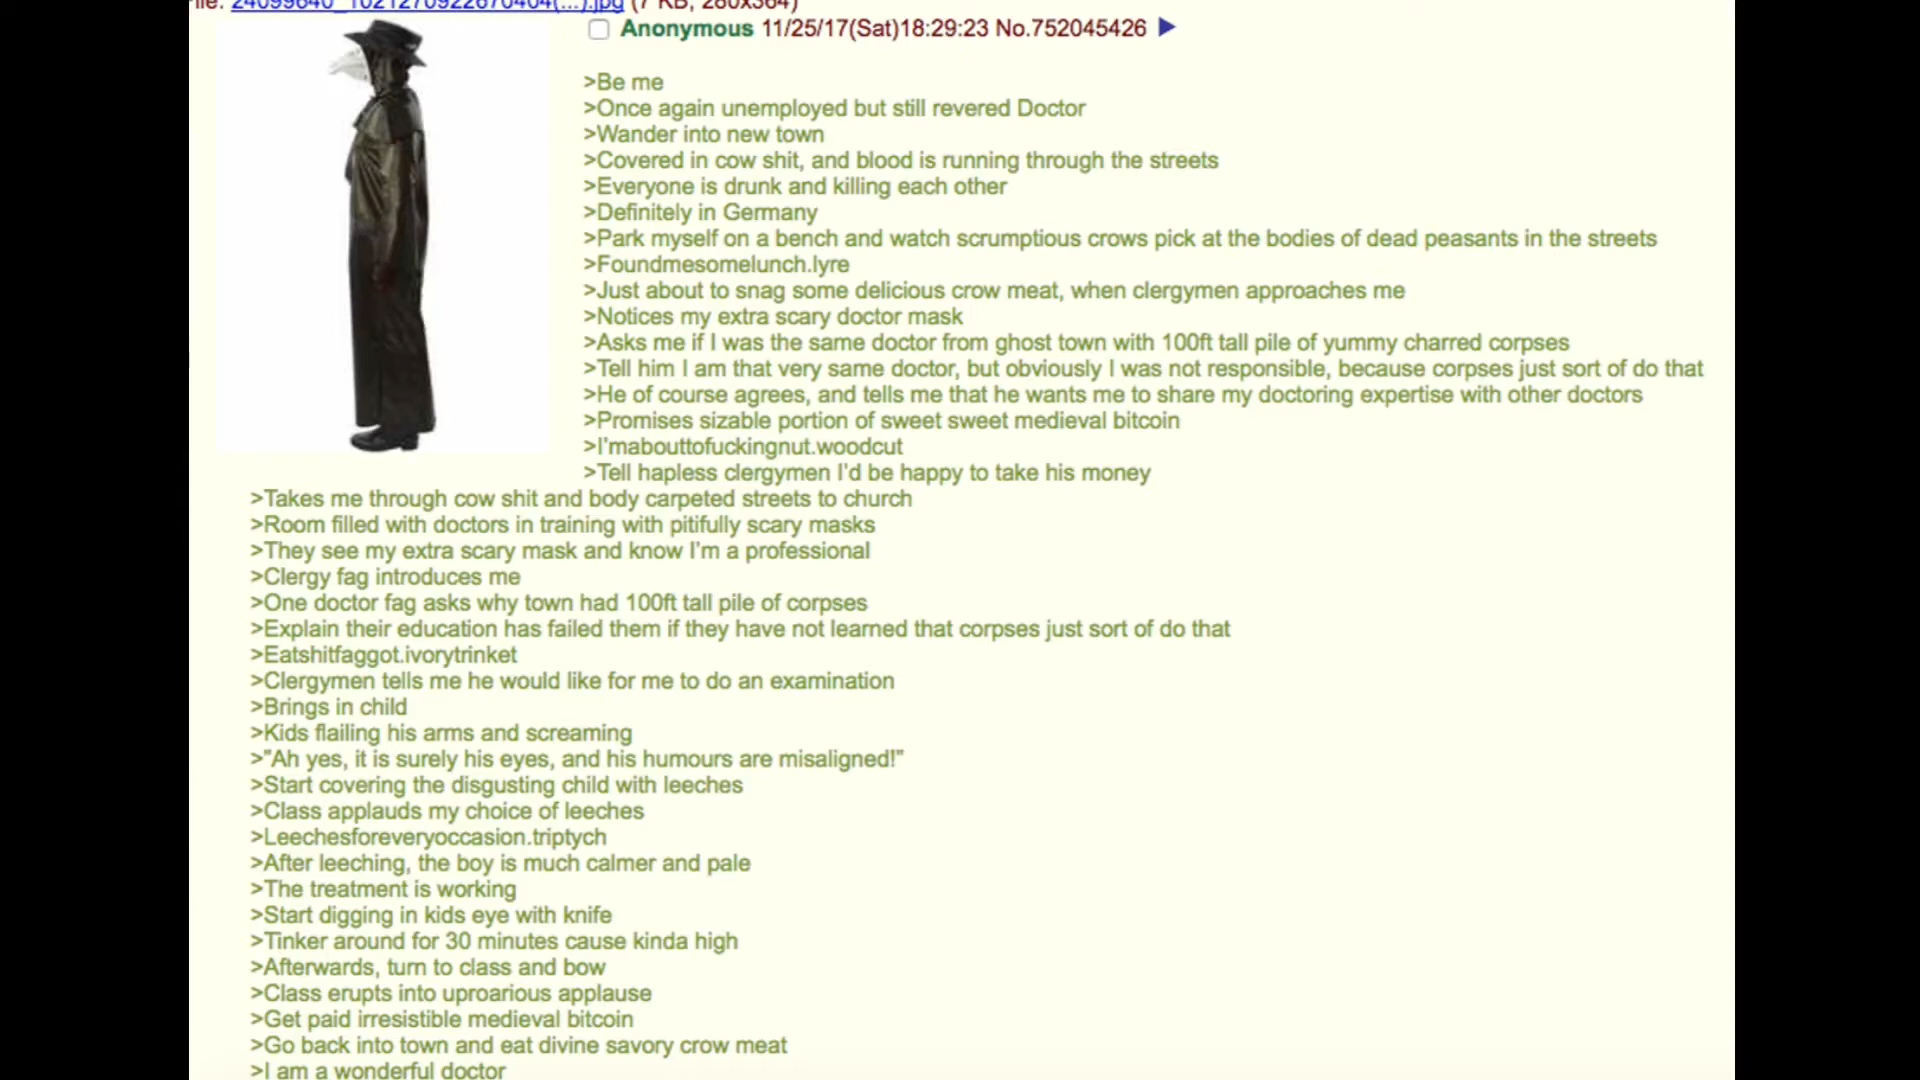 File: 24099640_1021270922670404(...).jpg (7 KB, 280x364)
Anonymous 11/25/17(Sat)18:29:23 No.752045426
>Be me
>Once again unemployed but still revered Doctor
>Wander into new town
>Covered in cow shit, and blood is running through the streets
>Everyone is drunk and killing each other
>Definitely in Germany
>Park myself on a bench and watch scrumptious crows pick at the bodies of dead peasants in the streets
>Foundmesomelunch.lyre
>Just about to snag some delicious crow meat, when clergymen approaches me
>Notices my extra scary doctor mask
>Asks me if I was the same doctor from ghost town with 100ft tall pile of yummy charred corpses
>Tell him I am that very same doctor, but obviously I was not responsible, because corpses just sort of do that
>He of course agrees, and tells me that he wants me to share my doctoring expertise with other doctors
>Promises sizable portion of sweet sweet medieval bitcoin
>I'mabouttofuckingnut.woodcut
>Tell hapless clergymen I'd be happy to take his money
>Takes me through cow shit and body carpeted streets to church
>Room filled with doctors in training with pitifully scary masks
>They see my extra scary mask and know I'm a professional
>Clergy fag introduces me
>One doctor fag asks why town had 100ft tall pile of corpses
>Explain their education has failed them if they have not learned that corpses just sort of do that
>Eatshitfaggot.ivorytrinket
>Clergymen tells me he would like for me to do an examination
>Brings in child
>Kids flailing his arms and screaming
>"Ah yes, it is surely his eyes, and his humours are misaligned!"
>Start covering the disgusting child with leeches
>Class applauds my choice of leeches
>Leechesforeveryoccasion.triptych
>After leeching, the boy is much calmer and pale
>The treatment is working
>Start digging in kids eye with knife
>Tinker around for 30 minutes cause kinda high
>Afterwards, turn to class and bow
>Class erupts into uproarious applause
>Get paid irresistible medieval bitcoin
>Go back into town and eat divine savory crow meat
>I am a wonderful doctor